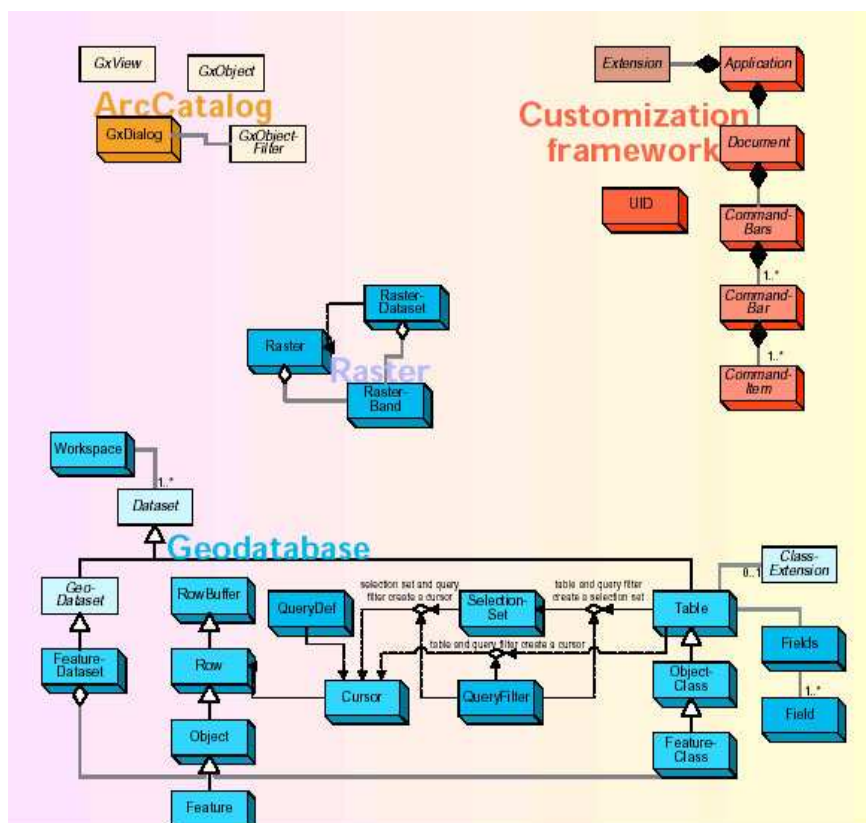 GxView
GxObject
ArcCatalog
GxDialog
GxObject-
Filter
Extension
Application
Customization
framework
Document
UID
Command-
Bars
1..*
Command-
Bar
1..*
Command-
Item
Raster-
Dataset
Raster
Raster
Raster-
Band
Workspace
1..*
Dataset
Geodatabase
Geo-
Dataset
RowBuffer
QueryDef
selection set and query
filter create a cursor
Selection-
Set
table and query filter
create a selection set
Table
0..1
Class-
Extension
Feature-
Dataset
Row
Cursor
table and query filter create a cursor
QueryFilter
Object-
Class
Fields
1..*
Field
Object
Feature-
Class
Feature